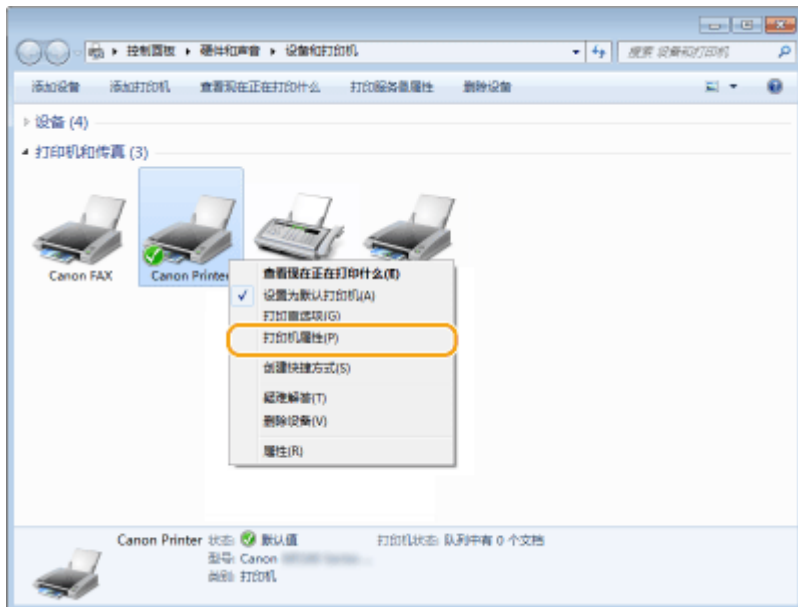 控制面板 ▸ 硬件和声音 ▸ 设备和打印机
搜索 设备和打印机
添加设备 添加打印机 查看现在正在打印什么 打印服务器属性 删除设备
设备 (4)
打印机和传真 (3)
Canon FAX
Canon Printer
查看现在正在打印什么(E)
设置为默认打印机(A)
打印首选项(G)
打印机属性(P)
创建快捷方式(S)
疑难解答(T)
删除设备(V)
属性(R)
Canon Printer 状态: 默认值 打印机状态: 队列中有 0 个文档
型号: Canon
类别: 打印机